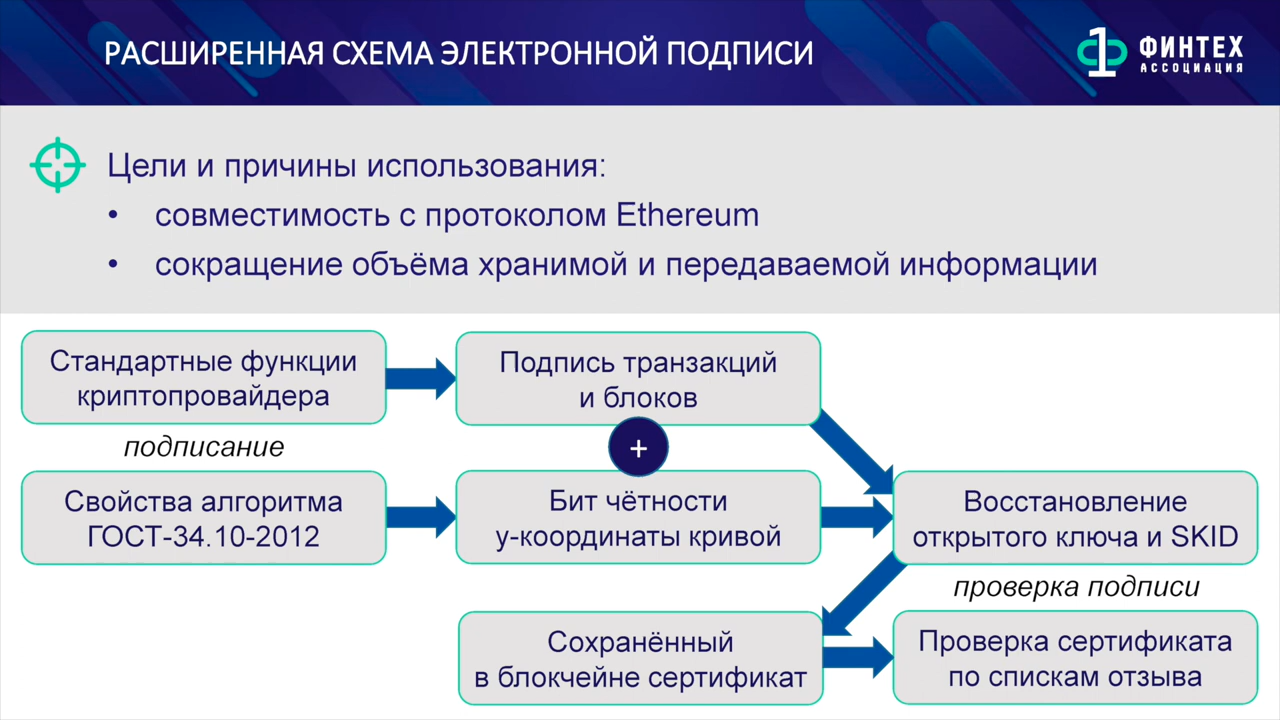 РАСШИРЕННАЯ СХЕМА ЭЛЕКТРОННОЙ ПОДПИСИ
ФИНТЕХ
АССОЦИАЦИЯ
Цели и причины использования:
• совместимость с протоколом Ethereum
• сокращение объёма хранимой и передаваемой информации
Стандартные функции
криптопровайдера
Подпись транзакций
и блоков
подписание
+
Свойства алгоритма
ГОСТ-34.10-2012
Бит чётности
y-координаты кривой
Восстановление
открытого ключа и SKID
проверка подписи
Сохранённый
в блокчейне сертификат
Проверка сертификата
по спискам отзыва